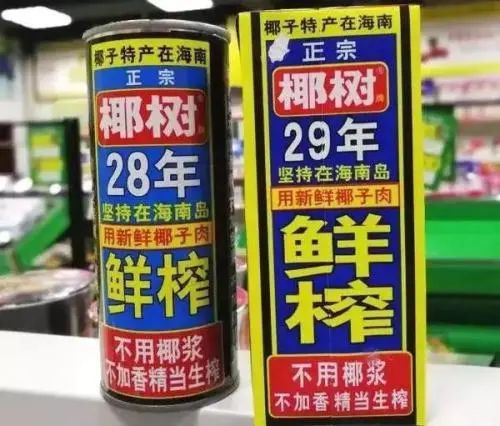 椰子特产在海南
正宗
椰树
28年
坚持在海南岛
用新鲜椰子肉
鲜榨
不用椰浆
不加香精当生榨
椰子特产在海南
正宗
椰树
29年
坚持在海南岛
用新鲜椰子肉
鲜榨
不用椰浆
不加香精当生榨